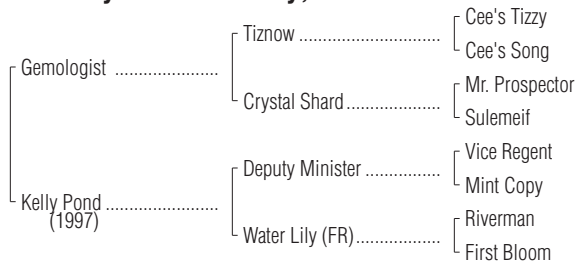 Cee's Tizzy
Tiznow ..................................
Cee's Song
Gemologist .........................
Mr. Prospector
Crystal Shard......................
Sulemeif
Vice Regent
Deputy Minister ..................
Mint Copy
Kelly Pond ...........................
(1997)
Riverman
Water Lily (FR)....................
First Bloom